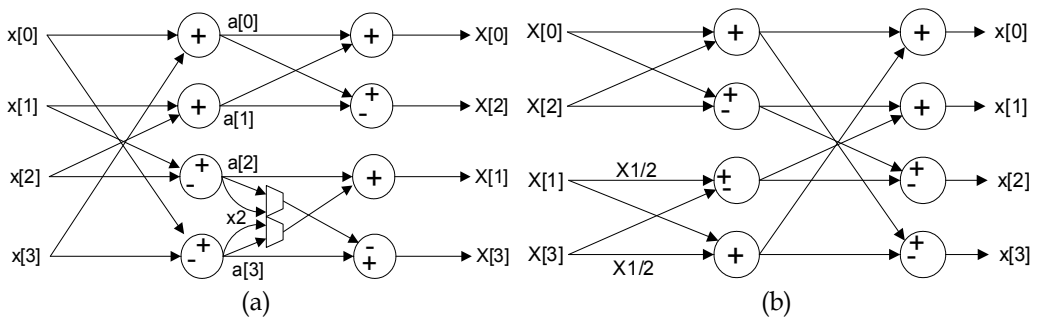 x[0] + a[0] + X[0]
x[1] + a[1] + - X[2]
x[2] + - a[2] + X[1]
x2
x[3] + - a[3] - + X[3]
(a)
X[0] + + x[0]
X[2] + - + x[1]
X[1] X1/2 + - + - x[2]
X[3] X1/2 + + - x[3]
(b)